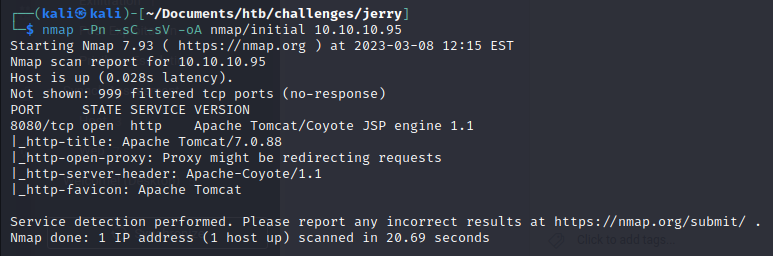 ┌──(kali㉿kali)-[~/Documents/htb/challenges/jerry]
└─$ nmap -Pn -sC -sV -oA nmap/initial 10.10.10.95
Starting Nmap 7.93 ( https://nmap.org ) at 2023-03-08 12:15 EST
Nmap scan report for 10.10.10.95
Host is up (0.028s latency).
Not shown: 999 filtered tcp ports (no-response)
PORT     STATE SERVICE VERSION
8080/tcp open  http    Apache Tomcat/Coyote JSP engine 1.1
|_http-title: Apache Tomcat/7.0.88
|_http-open-proxy: Proxy might be redirecting requests
|_http-server-header: Apache-Coyote/1.1
|_http-favicon: Apache Tomcat
Service detection performed. Please report any incorrect results at https://nmap.org/submit/ .
Nmap done: 1 IP address (1 host up) scanned in 20.69 seconds
Click to add tags...